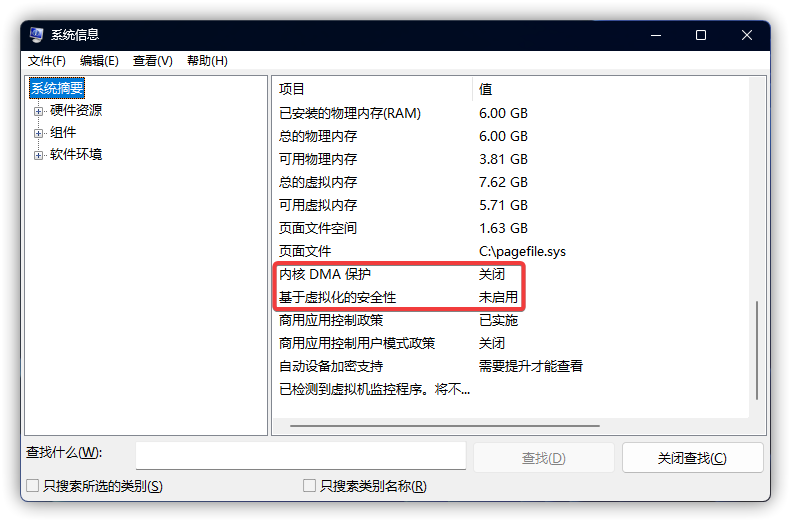 系统信息
文件(F) 编辑(E) 查看(V) 帮助(H)
系统摘要
硬件资源
组件
软件环境
项目 值
已安装的物理内存(RAM) 6.00 GB
总的物理内存 6.00 GB
可用物理内存 3.81 GB
总的虚拟内存 7.62 GB
可用虚拟内存 5.71 GB
页面文件空间 1.63 GB
页面文件 C:\pagefile.sys
内核 DMA 保护 关闭
基于虚拟化的安全性 未启用
商用应用控制政策 已实施
商用应用控制用户模式政策 关闭
自动设备加密支持 需要提升才能查看
已检测到虚拟机监控程序。将不...
查找什么(W):
查找(D)
关闭查找(C)
只搜索所选的类别(S) 只搜索类别名称(R)